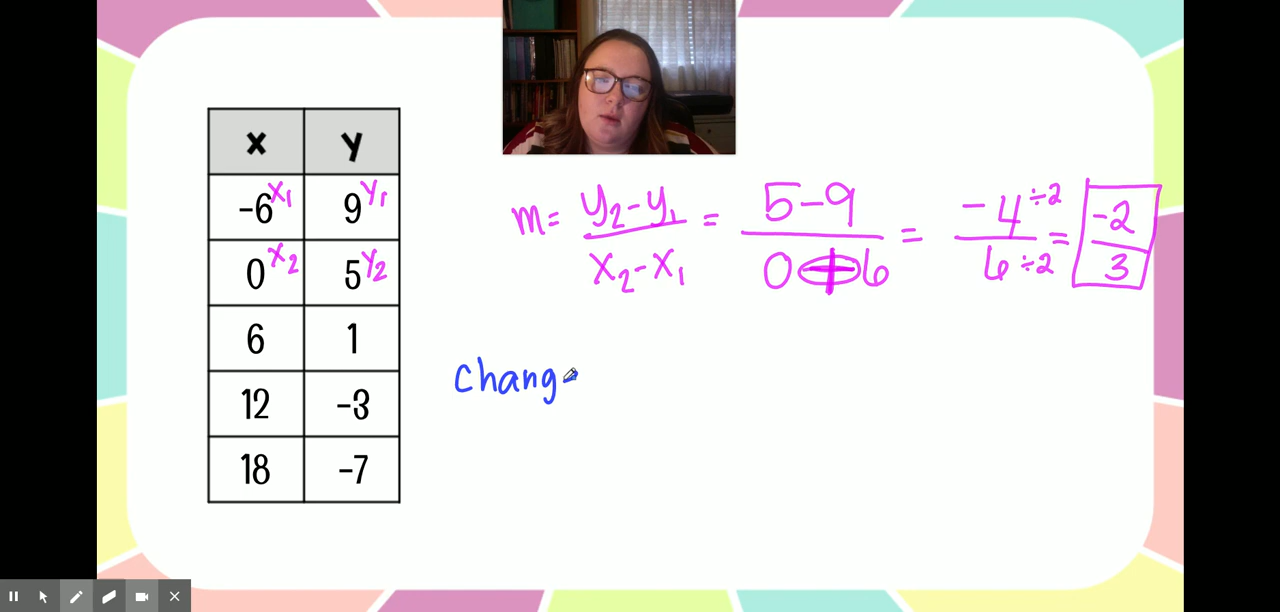 x y
-6 x₁ 9 y₁
0 x₂ 5 y₂
6 1
12 -3
18 -7
m = y₂-y₁ / x₂-x₁ = 5-9 / 0+6 = -4 ÷2 / 6 ÷2 = -2 / 3
Chang